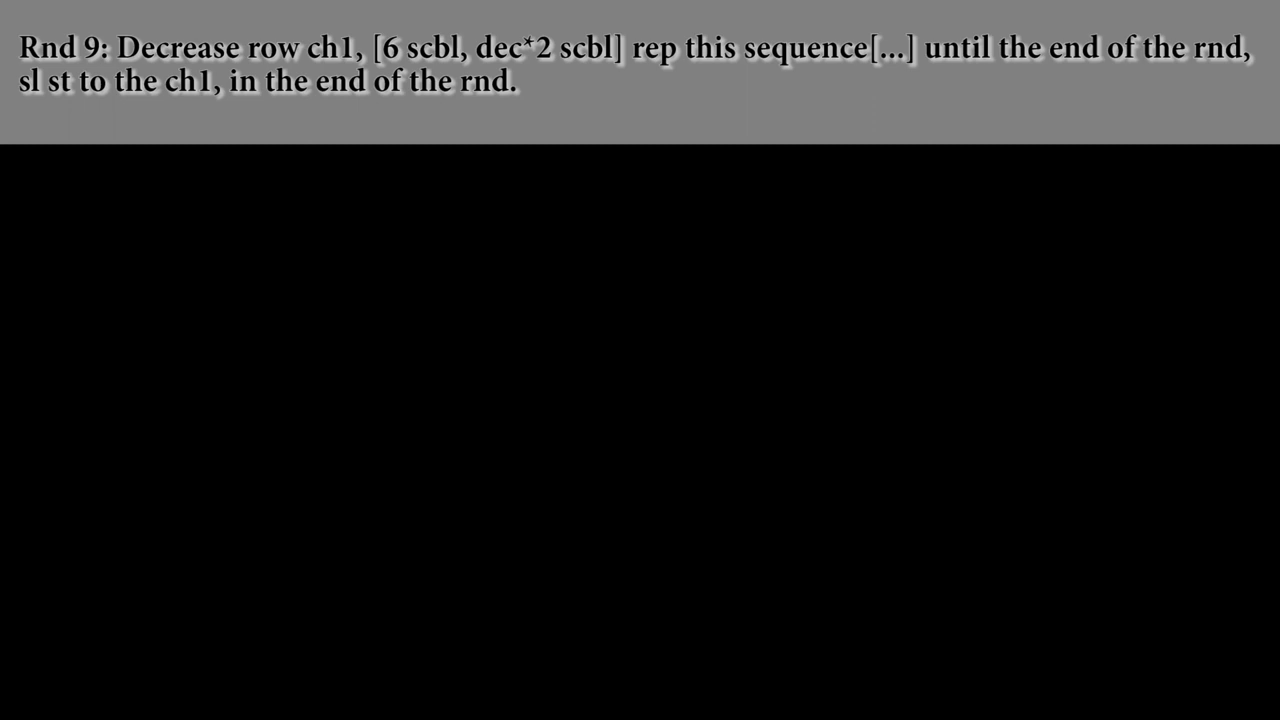 Rnd 9: Decrease row ch1, [6 scbl, dec*2 scbl] rep this sequence[...] until the end of the rnd,
sl st to the ch1, in the end of the rnd.